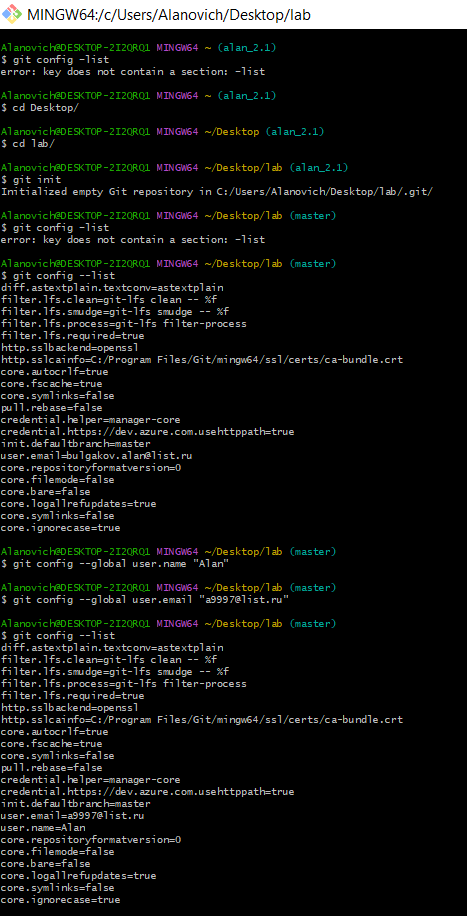 MINGW64:/c/Users/Alanovich/Desktop/lab
Alanovich@DESKTOP-2I2QRQ1 MINGW64 ~ (alan_2.1)
$ git config -list
error: key does not contain a section: -list
Alanovich@DESKTOP-2I2QRQ1 MINGW64 ~ (alan_2.1)
$ cd Desktop/
Alanovich@DESKTOP-2I2QRQ1 MINGW64 ~/Desktop (alan_2.1)
$ cd lab/
Alanovich@DESKTOP-2I2QRQ1 MINGW64 ~/Desktop/lab (alan_2.1)
$ git init
Initialized empty Git repository in C:/Users/Alanovich/Desktop/lab/.git/
Alanovich@DESKTOP-2I2QRQ1 MINGW64 ~/Desktop/lab (master)
$ git config -list
error: key does not contain a section: -list
Alanovich@DESKTOP-2I2QRQ1 MINGW64 ~/Desktop/lab (master)
$ git config --list
diff.astextplain.textconv=astextplain
filter.lfs.clean=git-lfs clean -- %f
filter.lfs.smudge=git-lfs smudge -- %f
filter.lfs.process=git-lfs filter-process
filter.lfs.required=true
http.sslbackend=openssl
http.sslcainfo=C:/Program Files/Git/mingw64/ssl/certs/ca-bundle.crt
core.autocrlf=true
core.fscache=true
core.symlinks=false
pull.rebase=false
credential.helper=manager-core
credential.https://dev.azure.com.usehttppath=true
init.defaultbranch=master
user.email=bulgakov.alan@list.ru
core.repositoryformatversion=0
core.filemode=false
core.bare=false
core.logallrefupdates=true
core.symlinks=false
core.ignorecase=true
Alanovich@DESKTOP-2I2QRQ1 MINGW64 ~/Desktop/lab (master)
$ git config --global user.name "Alan"
Alanovich@DESKTOP-2I2QRQ1 MINGW64 ~/Desktop/lab (master)
$ git config --global user.email "a9997@list.ru"
Alanovich@DESKTOP-2I2QRQ1 MINGW64 ~/Desktop/lab (master)
$ git config --list
diff.astextplain.textconv=astextplain
filter.lfs.clean=git-lfs clean -- %f
filter.lfs.smudge=git-lfs smudge -- %f
filter.lfs.process=git-lfs filter-process
filter.lfs.required=true
http.sslbackend=openssl
http.sslcainfo=C:/Program Files/Git/mingw64/ssl/certs/ca-bundle.crt
core.autocrlf=true
core.fscache=true
core.symlinks=false
pull.rebase=false
credential.helper=manager-core
credential.https://dev.azure.com.usehttppath=true
init.defaultbranch=master
user.email=a9997@list.ru
user.name=Alan
core.repositoryformatversion=0
core.filemode=false
core.bare=false
core.logallrefupdates=true
core.symlinks=false
core.ignorecase=true